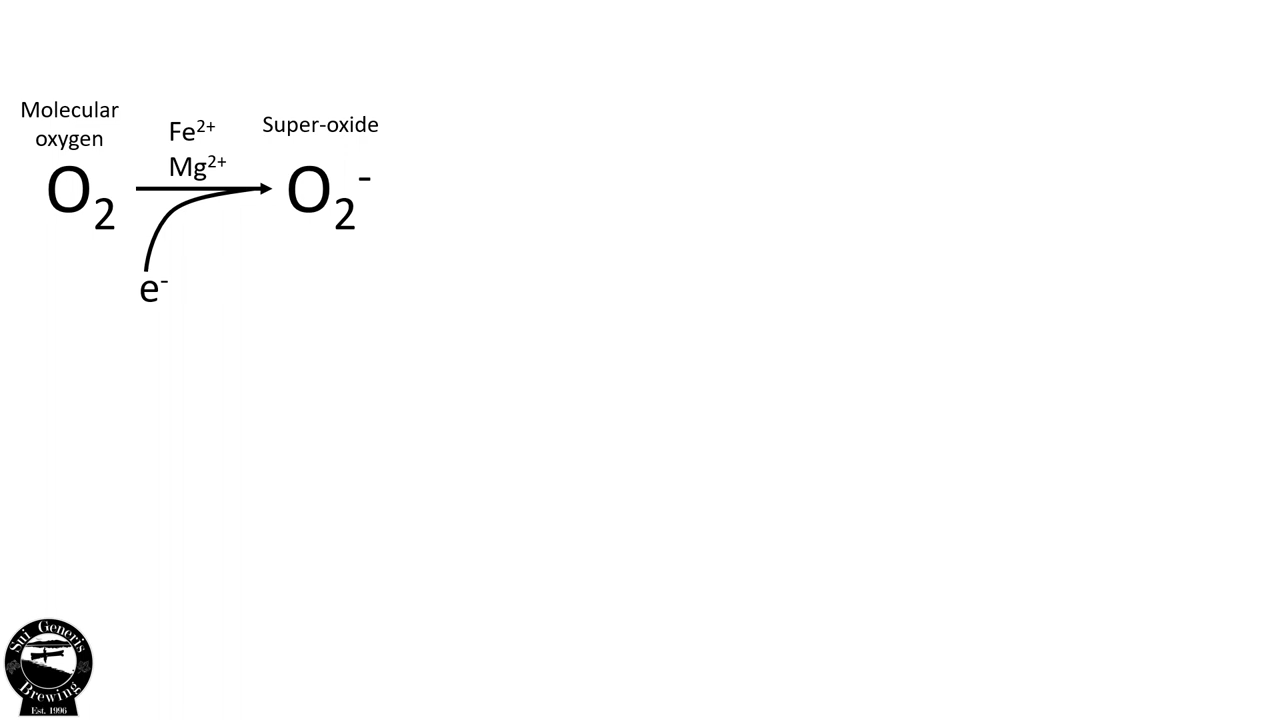 Molecular
oxygen
Fe²⁺
Mg²⁺
Super-oxide
O₂
O₂⁻
e⁻
Sui Generis
Brewing
Est. 1996